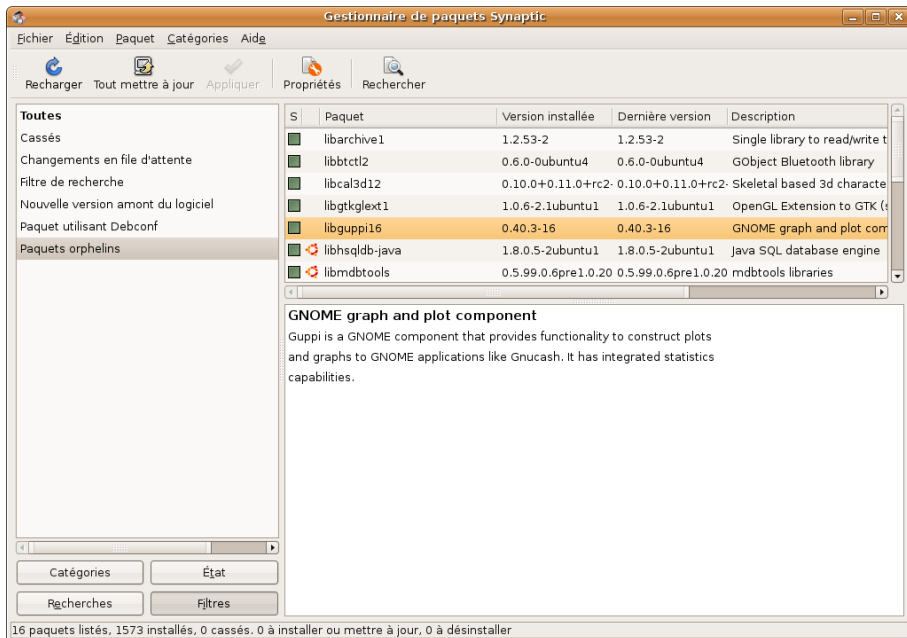 Gestionnaire de paquets Synaptic
Fichier Édition Paquet Catégories Aide
Recharger Tout mettre à jour Appliquer Propriétés Rechercher
Toutes
Cassés
Changements en file d'attente
Filtre de recherche
Nouvelle version amont du logiciel
Paquet utilisant Debconf
Paquets orphelins
S Paquet Version installée Dernière version Description
libarchive1 1.2.53-2 1.2.53-2 Single library to read/write t
libbtctl2 0.6.0-0ubuntu4 0.6.0-0ubuntu4 GObject Bluetooth library
libcal3d12 0.10.0+0.11.0+rc2- 0.10.0+0.11.0+rc2- Skeletal based 3d characte
libgtkglext1 1.0.6-2.1ubuntu1 1.0.6-2.1ubuntu1 OpenGL Extension to GTK (s
libguppi16 0.40.3-16 0.40.3-16 GNOME graph and plot com
libhsqldb-java 1.8.0.5-2ubuntu1 1.8.0.5-2ubuntu1 Java SQL database engine
libmdbtools 0.5.99.0.6pre1.0.20 0.5.99.0.6pre1.0.20 mdbtools libraries
GNOME graph and plot component
Guppi is a GNOME component that provides functionality to construct plots
and graphs to GNOME applications like Gnucash. It has integrated statistics
capabilities.
Catégories État
Recherches Filtres
16 paquets listés, 1573 installés, 0 cassés. 0 à installer ou mettre à jour, 0 à désinstaller